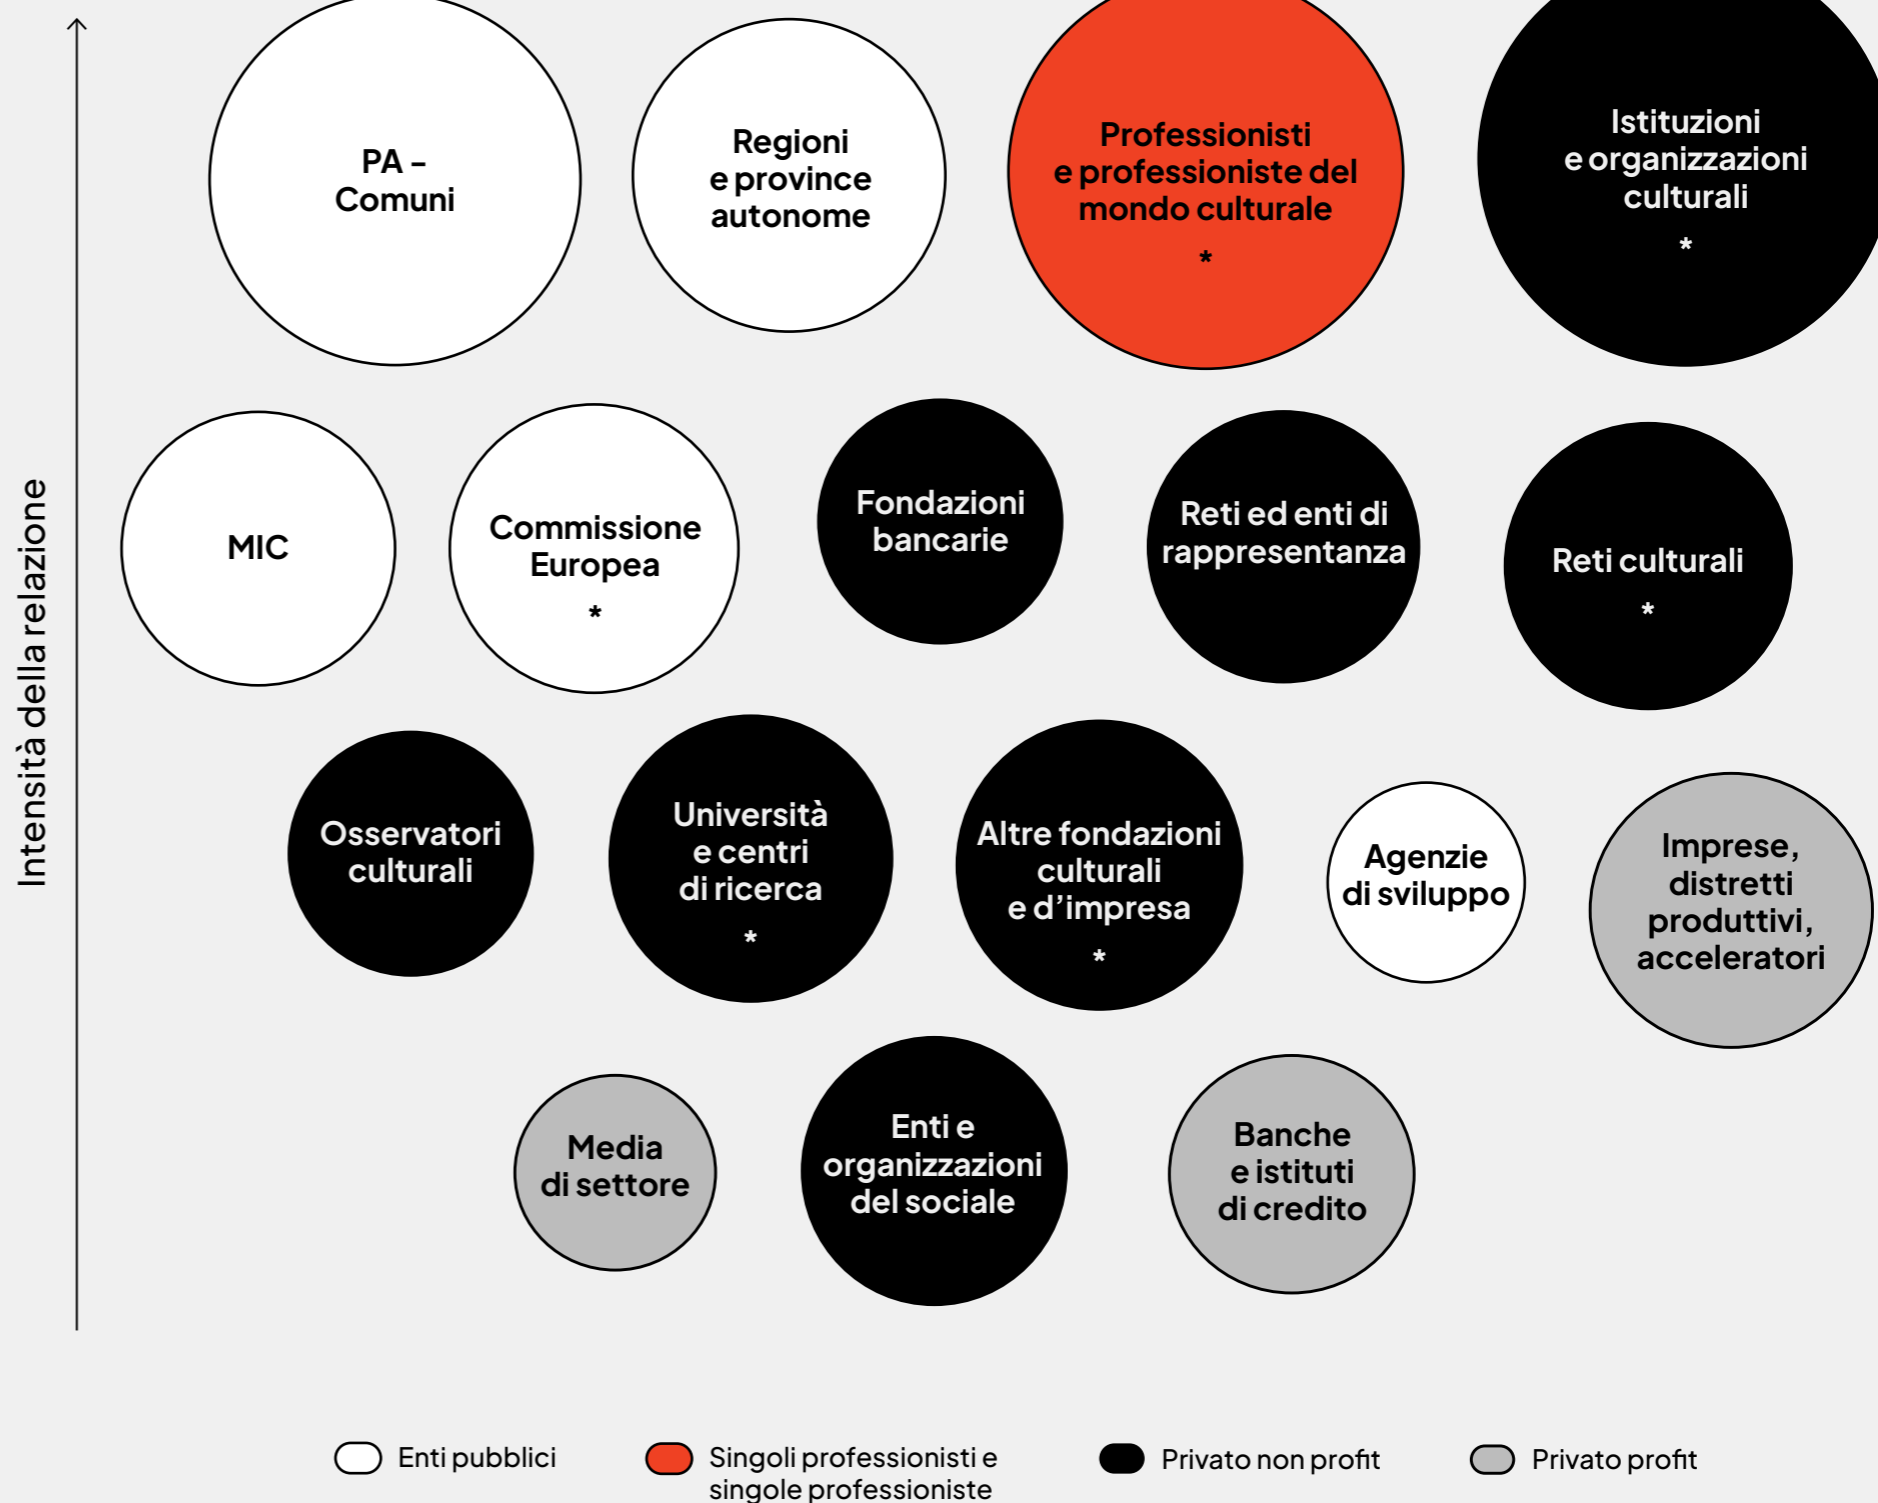 Intensità della relazione
PA –
Comuni
Regioni
e province
autonome
Professionisti
e professioniste del
mondo culturale
*
Istituzioni
e organizzazioni
culturali
*
MIC
Commissione
Europea
*
Fondazioni
bancarie
Reti ed enti di
rappresentanza
Reti culturali
*
Osservatori
culturali
Università
e centri
di ricerca
*
Altre fondazioni
culturali
e d’impresa
*
Agenzie
di sviluppo
Imprese,
distretti
produttivi,
acceleratori
Media
di settore
Enti e
organizzazioni
del sociale
Banche
e istituti
di credito
Enti pubblici
Singoli professionisti e
singole professioniste
Privato non profit
Privato profit